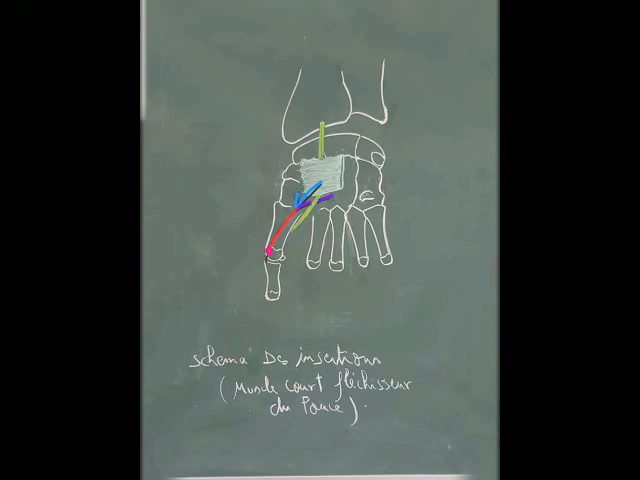 schema Des insertions
(Muscle court fléchisseur
du Pouce).